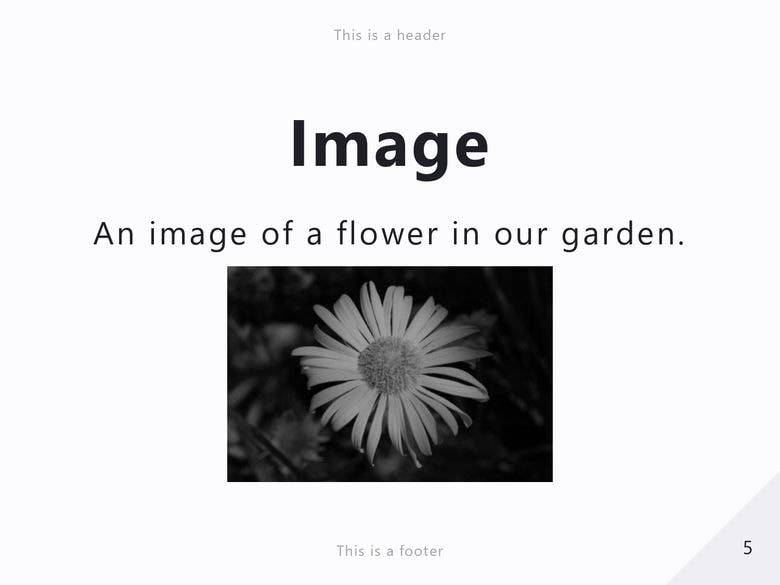 This is a header
Image
An image of a flower in our garden.
This is a footer
5